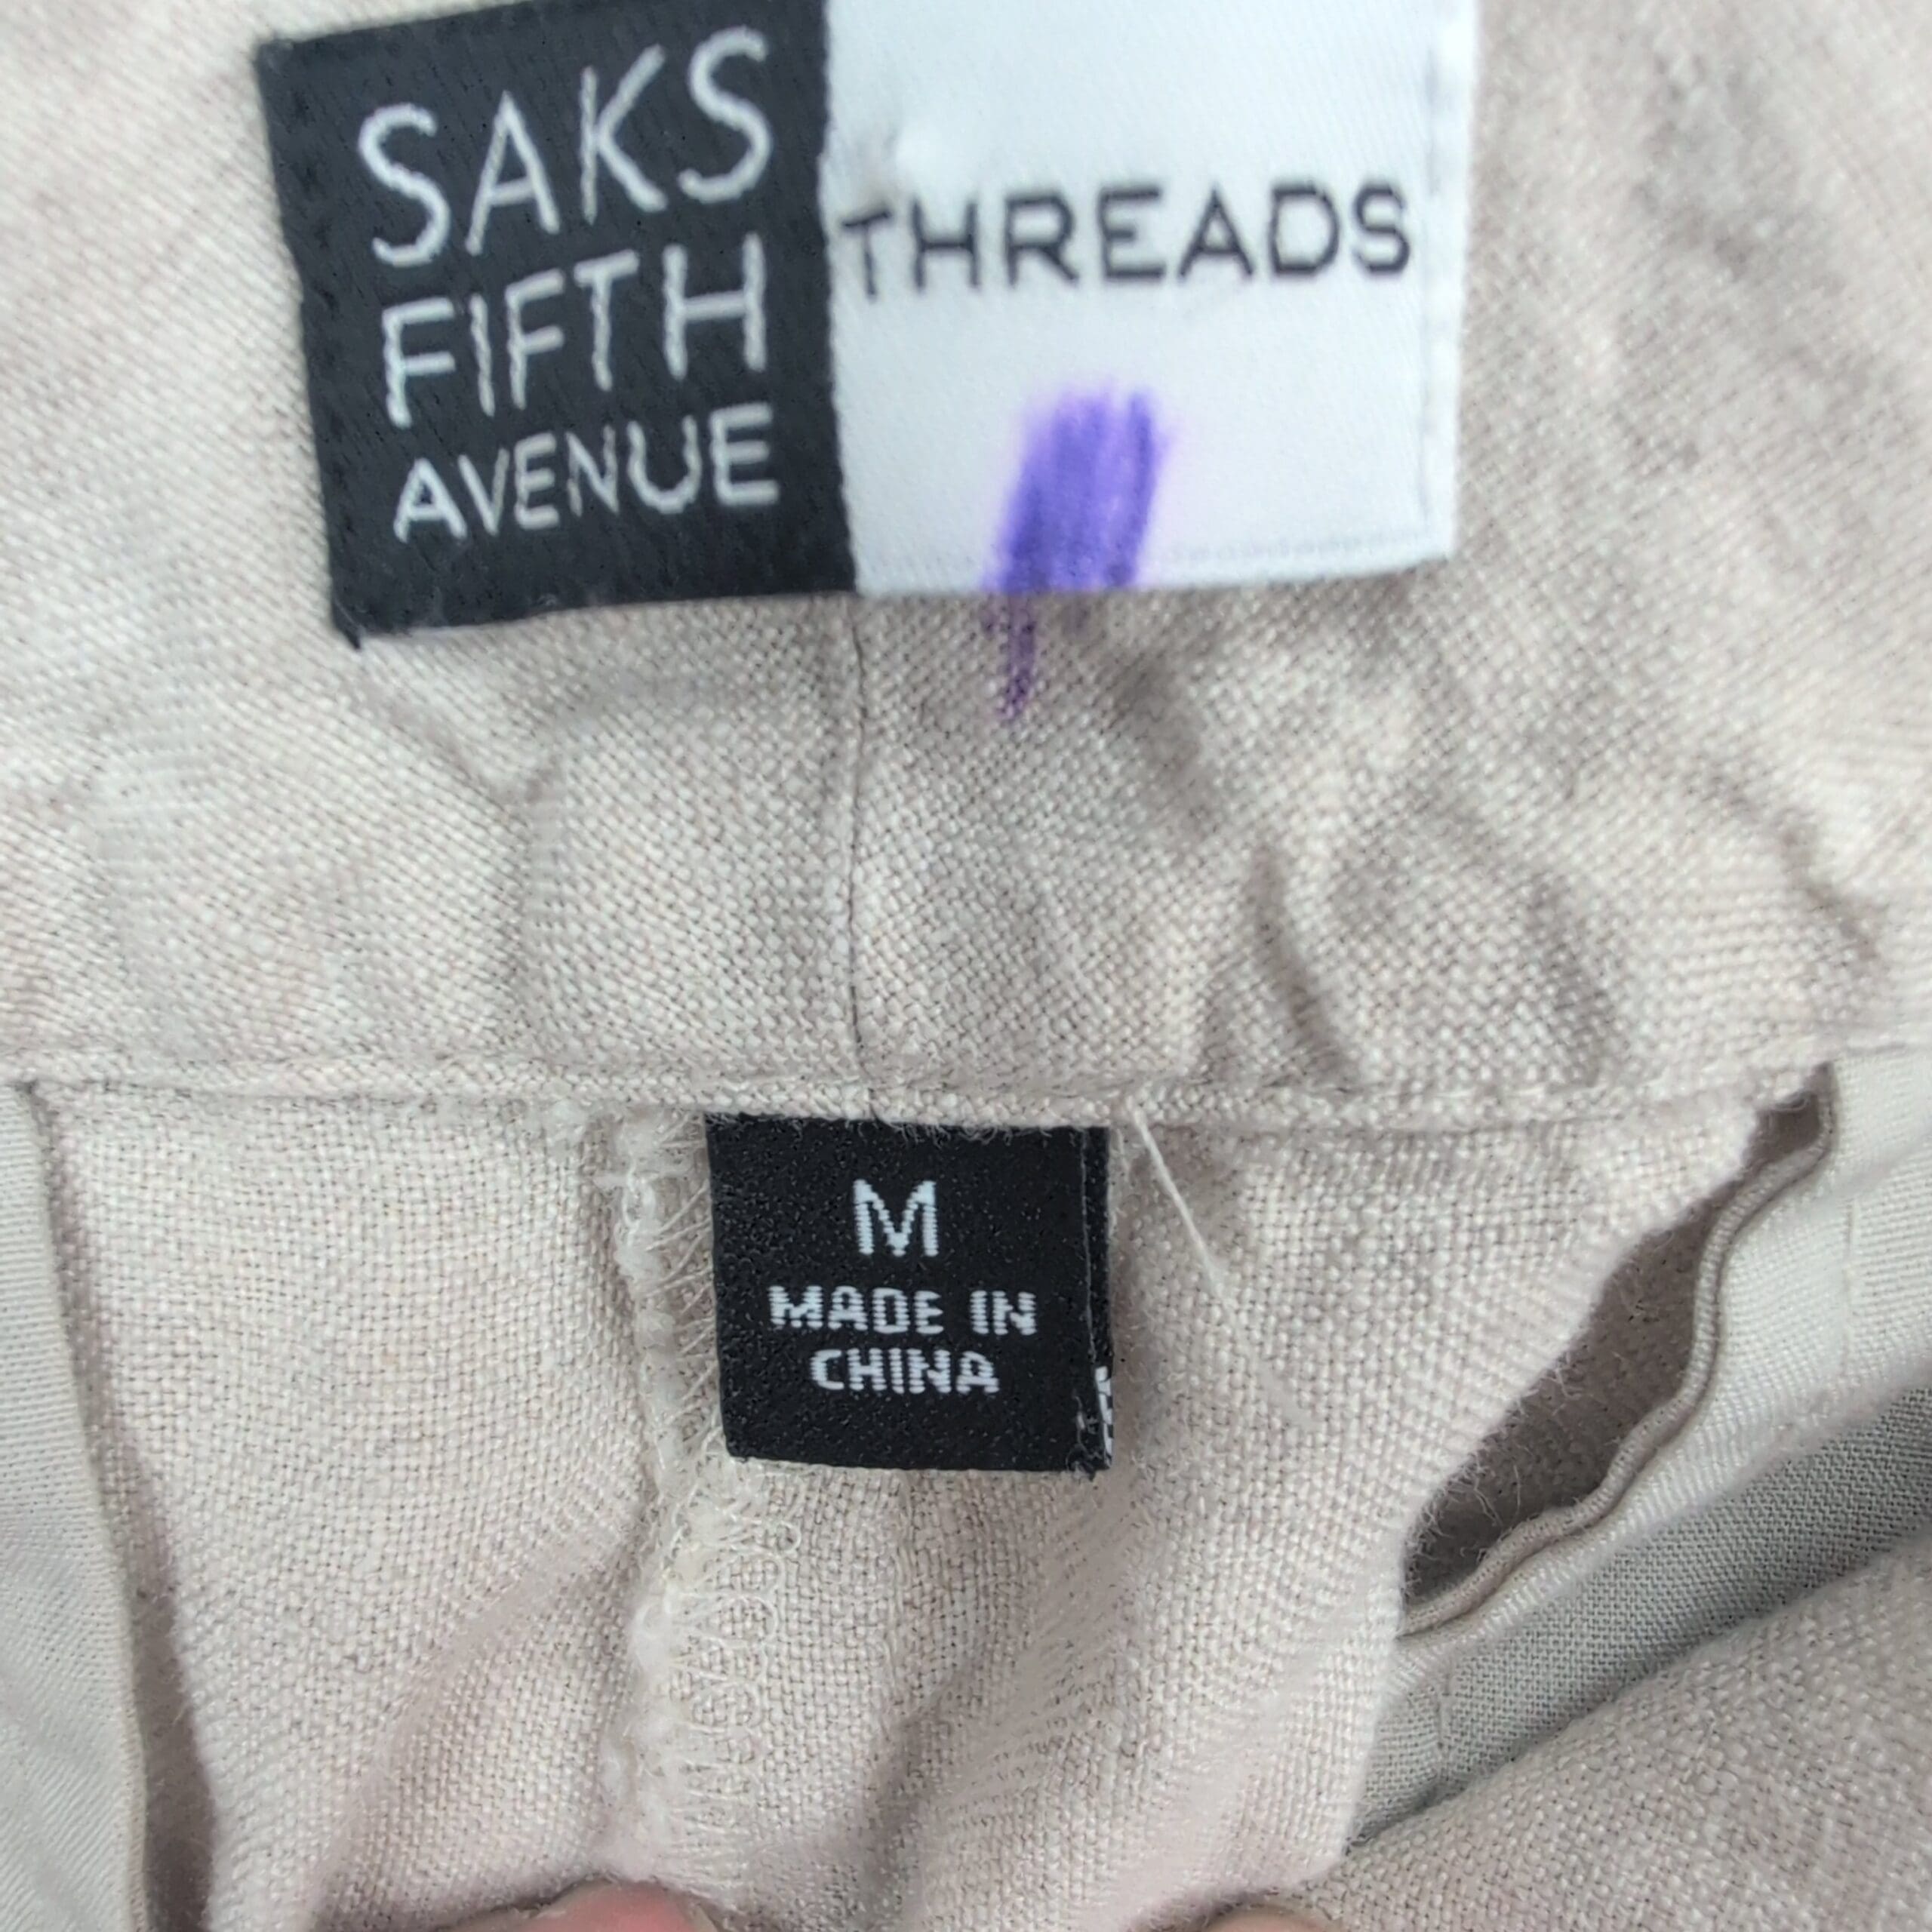 SAKS
FIFTH
AVENUE
THREADS
M
MADE IN
CHINA